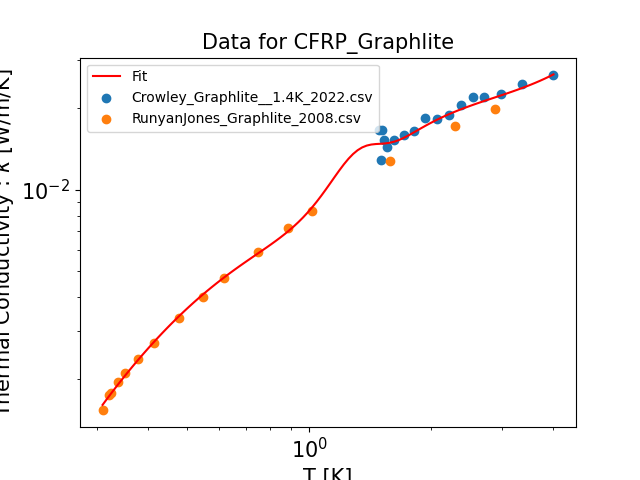 Data for CFRP_Graphlite
Fit
Crowley_Graphlite__1.4K_2022.csv
RunyanJones_Graphlite_2008.csv
Thermal Conductivity : k [W/m/K]
10⁻²
10⁰
T [K]